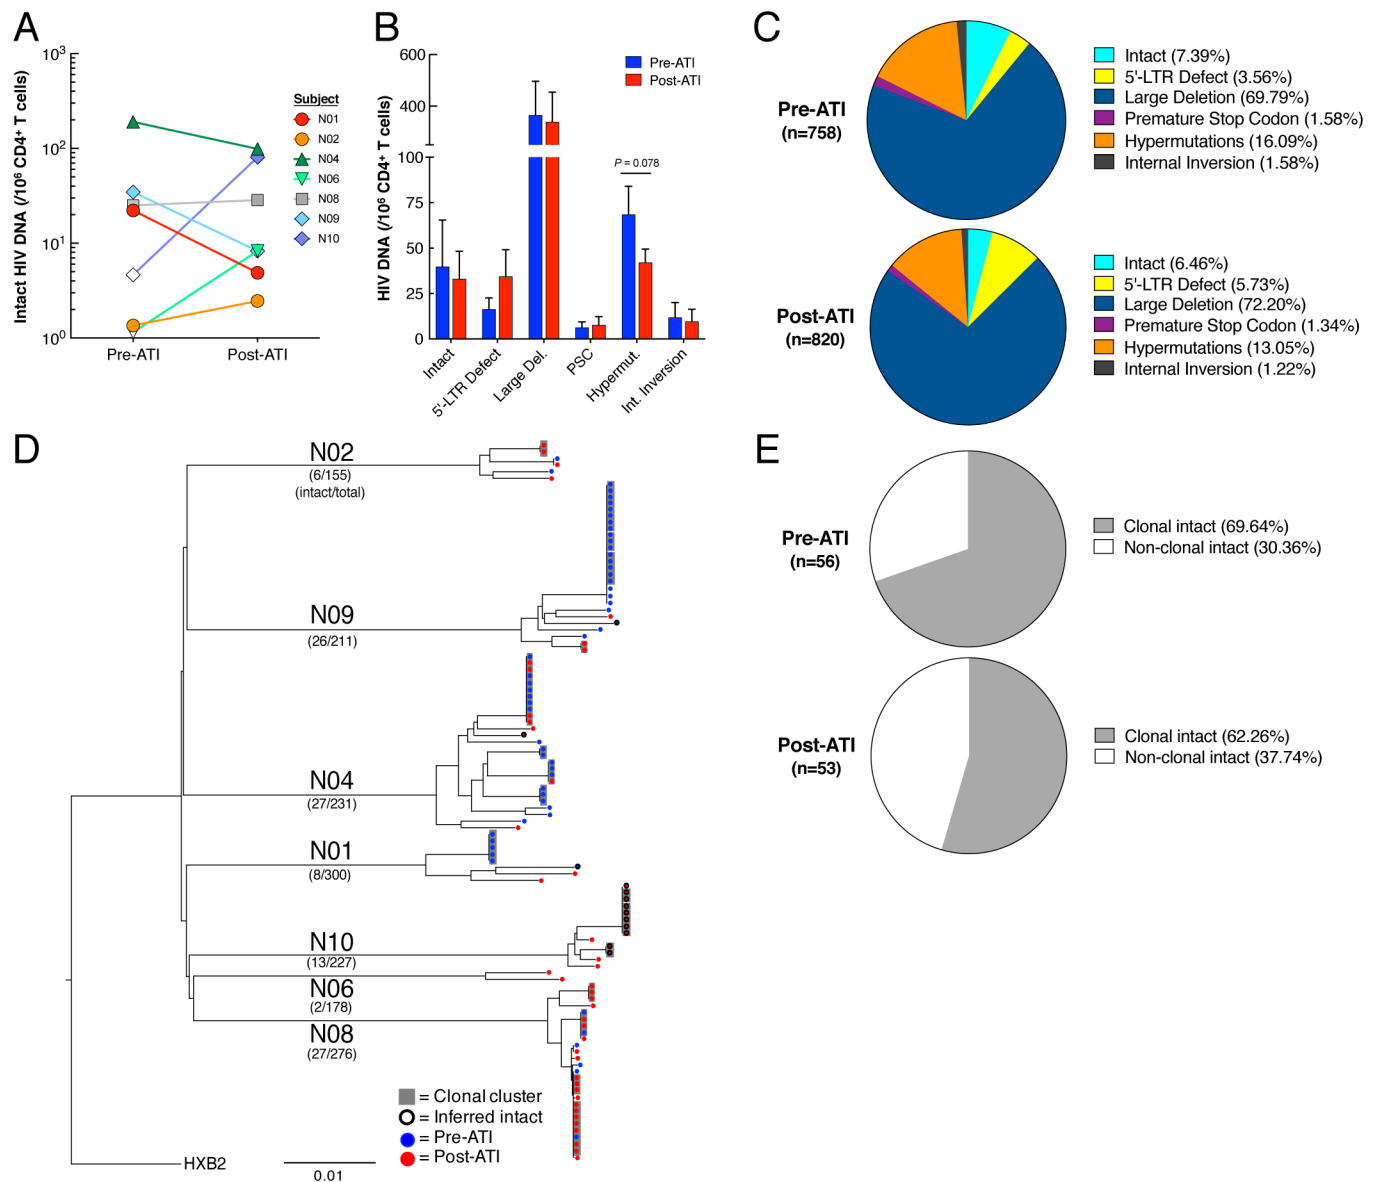 A
Intact HIV DNA (/10⁶ CD4⁺ T cells)
10³
10²
10¹
10⁰
Pre-ATI
Post-ATI
Subject
N01
N02
N04
N06
N08
N09
N10
B
HIV DNA (/10⁶ CD4⁺ T cells)
600
400
100
75
50
25
0
Pre-ATI
Post-ATI
P = 0.078
Intact
5'-LTR Defect
Large Del.
PSC
Hypermut.
Int. Inversion
C
Pre-ATI
(n=758)
Intact (7.39%)
5'-LTR Defect (3.56%)
Large Deletion (69.79%)
Premature Stop Codon (1.58%)
Hypermutations (16.09%)
Internal Inversion (1.58%)
Post-ATI
(n=820)
Intact (6.46%)
5'-LTR Defect (5.73%)
Large Deletion (72.20%)
Premature Stop Codon (1.34%)
Hypermutations (13.05%)
Internal Inversion (1.22%)
D
N02
(6/155)
(intact/total)
N09
(26/211)
N04
(27/231)
N01
(8/300)
N10
(13/227)
N06
(2/178)
N08
(27/276)
= Clonal cluster
= Inferred intact
= Pre-ATI
= Post-ATI
HXB2
0.01
E
Pre-ATI
(n=56)
Clonal intact (69.64%)
Non-clonal intact (30.36%)
Post-ATI
(n=53)
Clonal intact (62.26%)
Non-clonal intact (37.74%)